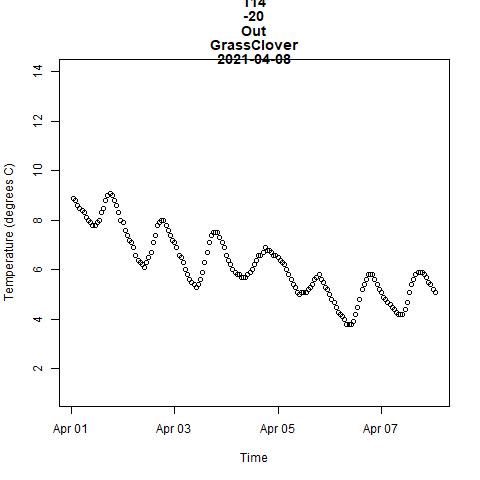 T14
-20
Out
GrassClover
2021-04-08
14
12
10
8
6
4
2
Temperature (degrees C)
Apr 01 Apr 03 Apr 05 Apr 07
Time